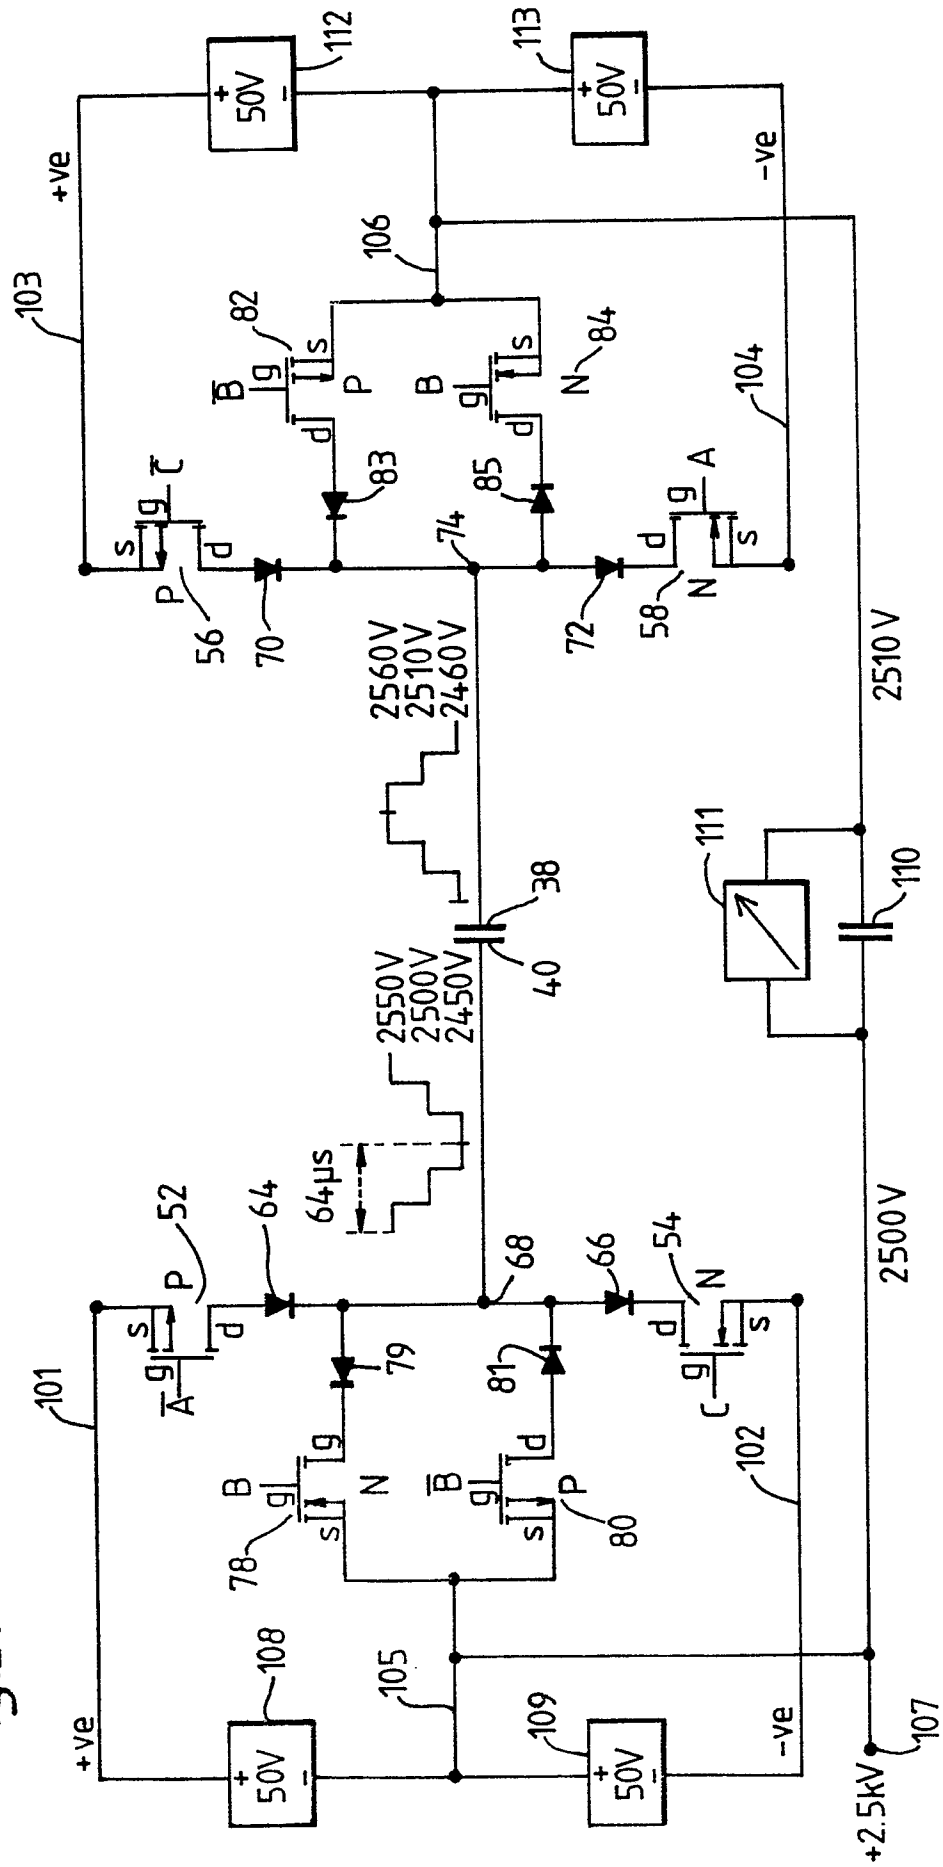 103
101
+ve
+ve
C
g
s
P
d
56
70
P
52
s
g
A
d
64
+
50V
−
112
+
50V
−
108
B
g
82
d
s
P
83
B
g
78
s
g
N
79
64μs
2550V
2500V
2450V
2560V
2510V
2460V
106
105
74
68
40
38
B
g
d
s
N
84
85
B
g
s
d
P
80
81
66
72
113
+
50V
−
109
+
50V
−
d
54
N
g
C
s
d
58
N
g
A
s
102
104
−ve
−ve
111
+2.5kV
107
2500V
110
2510V